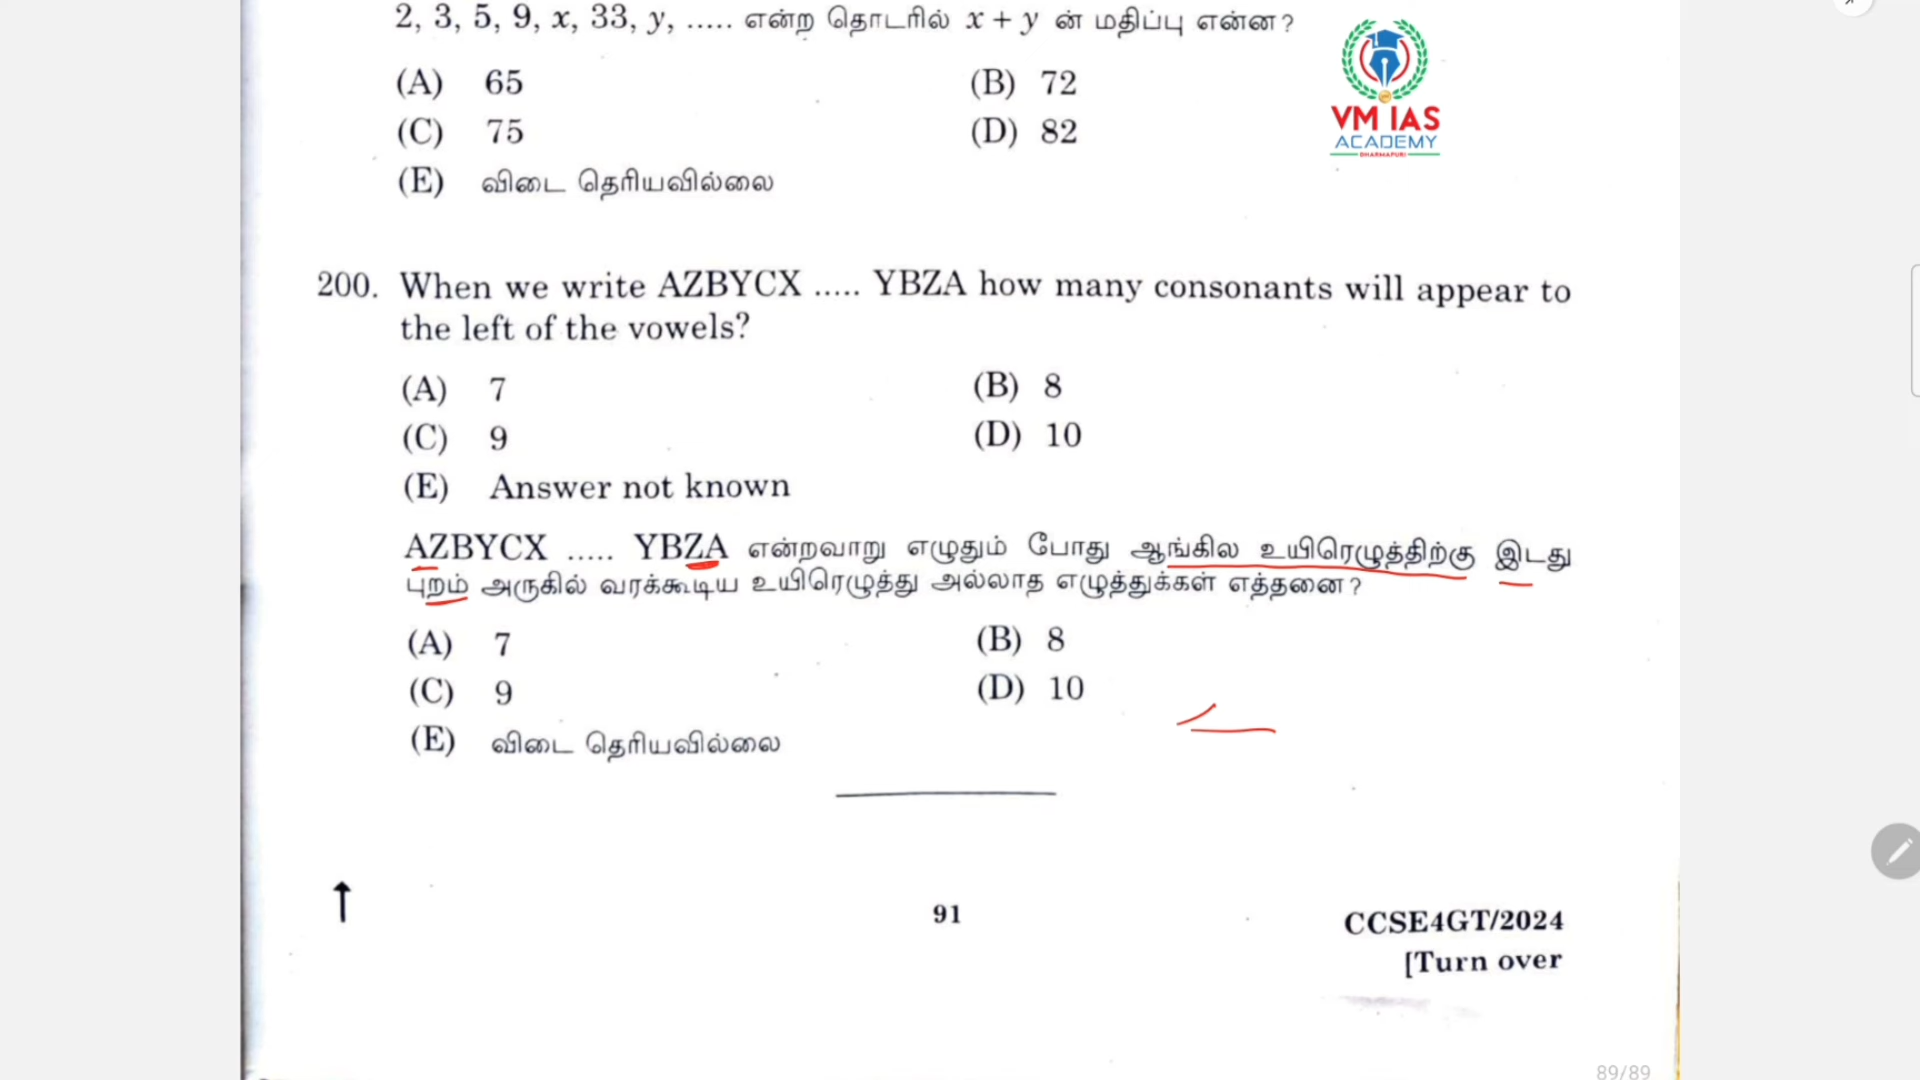 2, 3, 5, 9, x, 33, y, ..... என்ற தொடரில் x + y ன் மதிப்பு என்ன?
(A) 65 (B) 72
(C) 75 (D) 82
(E) விடை தெரியவில்லை
VM IAS
ACADEMY
DHARMAPURI
200. When we write AZBYCX ..... YBZA how many consonants will appear to
the left of the vowels?
(A) 7 (B) 8
(C) 9 (D) 10
(E) Answer not known
AZBYCX ..... YBZA என்றவாறு எழுதும் போது ஆங்கில உயிரெழுத்திற்கு இடது
புறம் அருகில் வரக்கூடிய உயிரெழுத்து அல்லாத எழுத்துக்கள் எத்தனை?
(A) 7 (B) 8
(C) 9 (D) 10
(E) விடை தெரியவில்லை
↑ 91 CCSE4GT/2024
[Turn over
89/89